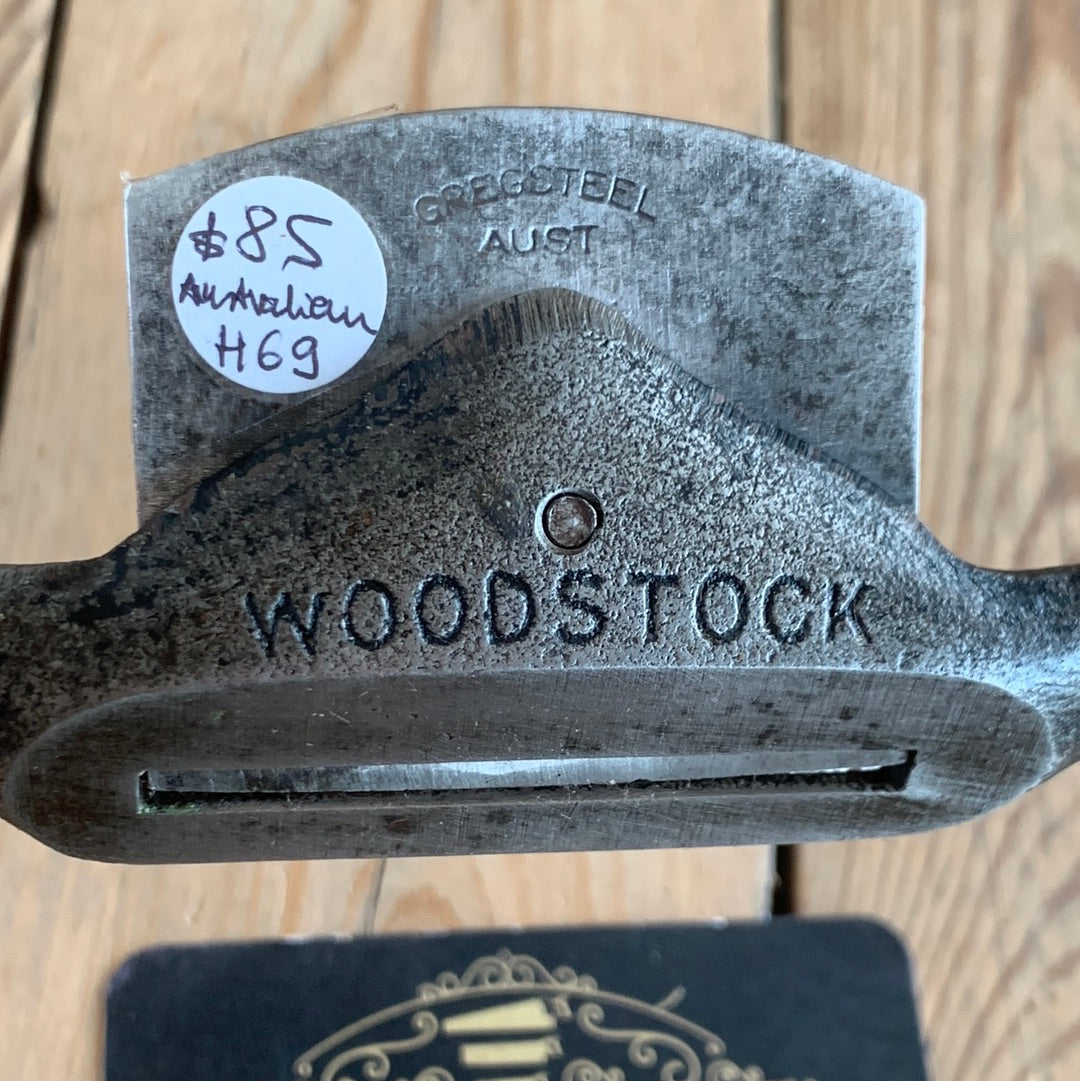 GREGSTEEL
AUST
$85
Australian
H69
WOODSTOCK